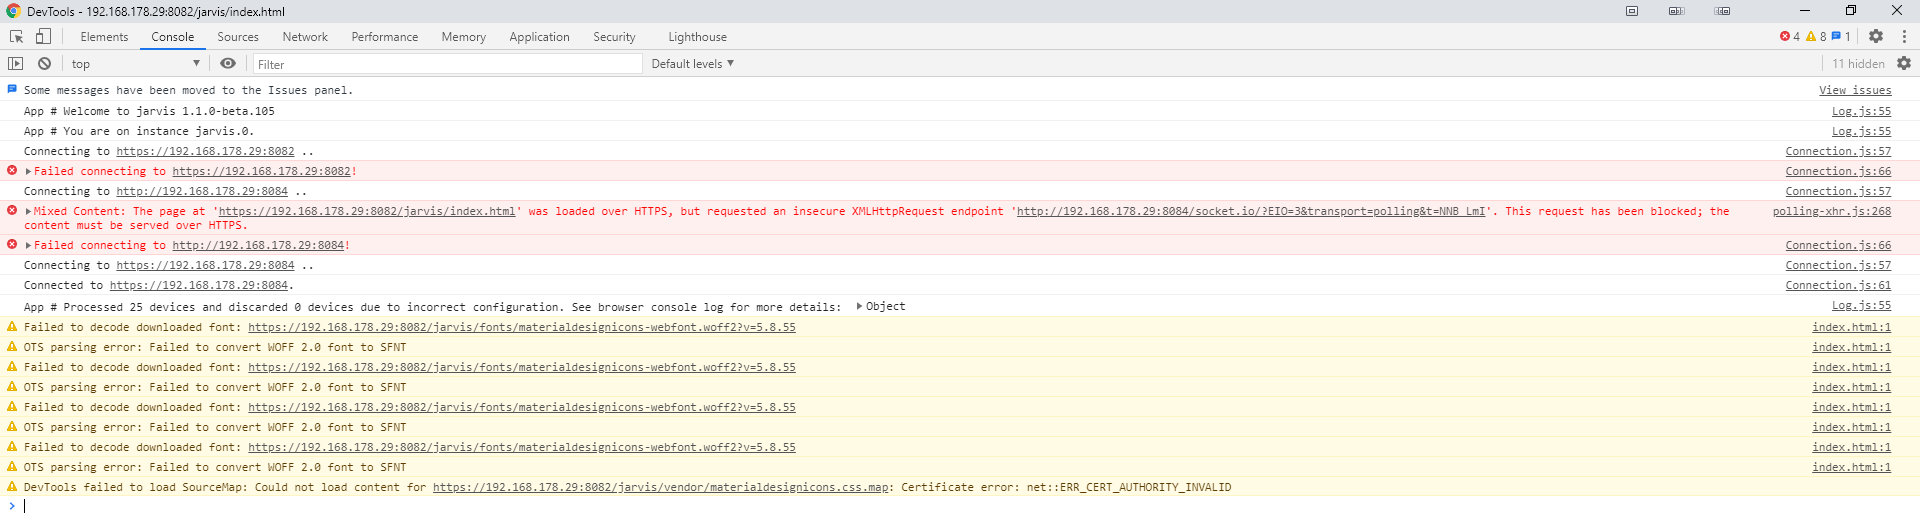 DevTools - 192.168.178.29:8082/jarvis/index.html
Elements Console Sources Network Performance Memory Application Security Lighthouse 4 8 1
top Filter Default levels 11 hidden
Some messages have been moved to the Issues panel. View issues
App # Welcome to jarvis 1.1.0-beta.105 Log.js:55
App # You are on instance jarvis.0. Log.js:55
Connecting to https://192.168.178.29:8082 .. Connection.js:57
Failed connecting to https://192.168.178.29:8082! Connection.js:66
Connecting to http://192.168.178.29:8084 .. Connection.js:57
Mixed Content: The page at 'https://192.168.178.29:8082/jarvis/index.html' was loaded over HTTPS, but requested an insecure XMLHttpRequest endpoint 'http://192.168.178.29:8084/socket.io/?EIO=3&transport=polling&t=NNB_LmI'. This request has been blocked; the polling-xhr.js:268
content must be served over HTTPS.
Failed connecting to http://192.168.178.29:8084! Connection.js:66
Connecting to https://192.168.178.29:8084 .. Connection.js:57
Connected to https://192.168.178.29:8084. Connection.js:61
App # Processed 25 devices and discarded 0 devices due to incorrect configuration. See browser console log for more details: Object Log.js:55
Failed to decode downloaded font: https://192.168.178.29:8082/jarvis/fonts/materialdesignicons-webfont.woff2?v=5.8.55 index.html:1
OTS parsing error: Failed to convert WOFF 2.0 font to SFNT index.html:1
Failed to decode downloaded font: https://192.168.178.29:8082/jarvis/fonts/materialdesignicons-webfont.woff2?v=5.8.55 index.html:1
OTS parsing error: Failed to convert WOFF 2.0 font to SFNT index.html:1
Failed to decode downloaded font: https://192.168.178.29:8082/jarvis/fonts/materialdesignicons-webfont.woff2?v=5.8.55 index.html:1
OTS parsing error: Failed to convert WOFF 2.0 font to SFNT index.html:1
Failed to decode downloaded font: https://192.168.178.29:8082/jarvis/fonts/materialdesignicons-webfont.woff2?v=5.8.55 index.html:1
OTS parsing error: Failed to convert WOFF 2.0 font to SFNT index.html:1
DevTools failed to load SourceMap: Could not load content for https://192.168.178.29:8082/jarvis/vendor/materialdesignicons.css.map: Certificate error: net::ERR_CERT_AUTHORITY_INVALID